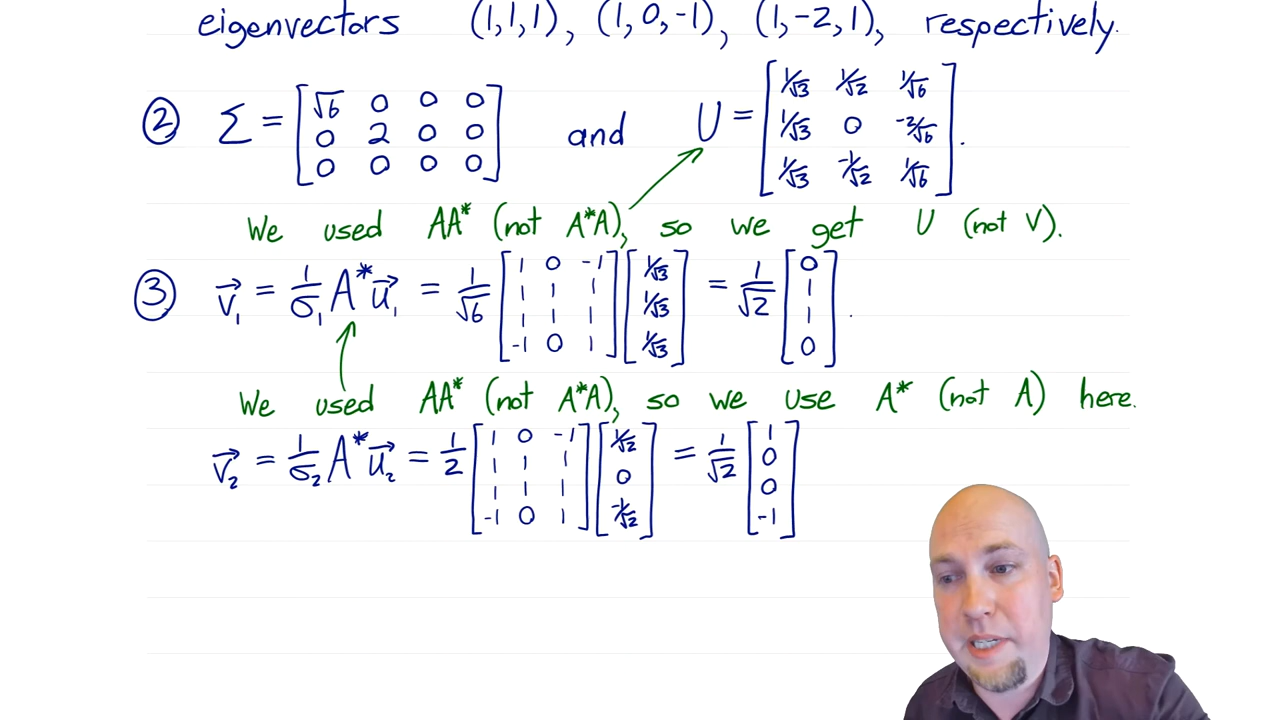 eigenvectors (1,1,1), (1,0,-1), (1,-2,1), respectively.
② Σ = [√6 0 0 0; 0 2 0 0; 0 0 0 0] and U = [1/√3 1/√2 1/√6; 1/√3 0 -2/√6; 1/√3 -1/√2 1/√6].
We used AA* (not A*A), so we get U (not V).
③ v⃗₁ = 1/σ₁ A*u⃗₁ = 1/√6 [1 0 -1; 1 1 1; 1 1 1; -1 0 1][1/√3; 1/√3; 1/√3] = 1/√2 [0; 1; 1; 0].
We used AA* (not A*A), so we use A* (not A) here.
v⃗₂ = 1/σ₂ A*u⃗₂ = 1/2 [1 0 -1; 1 1 1; 1 1 1; -1 0 1][1/√2; 0; -1/√2] = 1/√2 [1; 0; 0; -1]